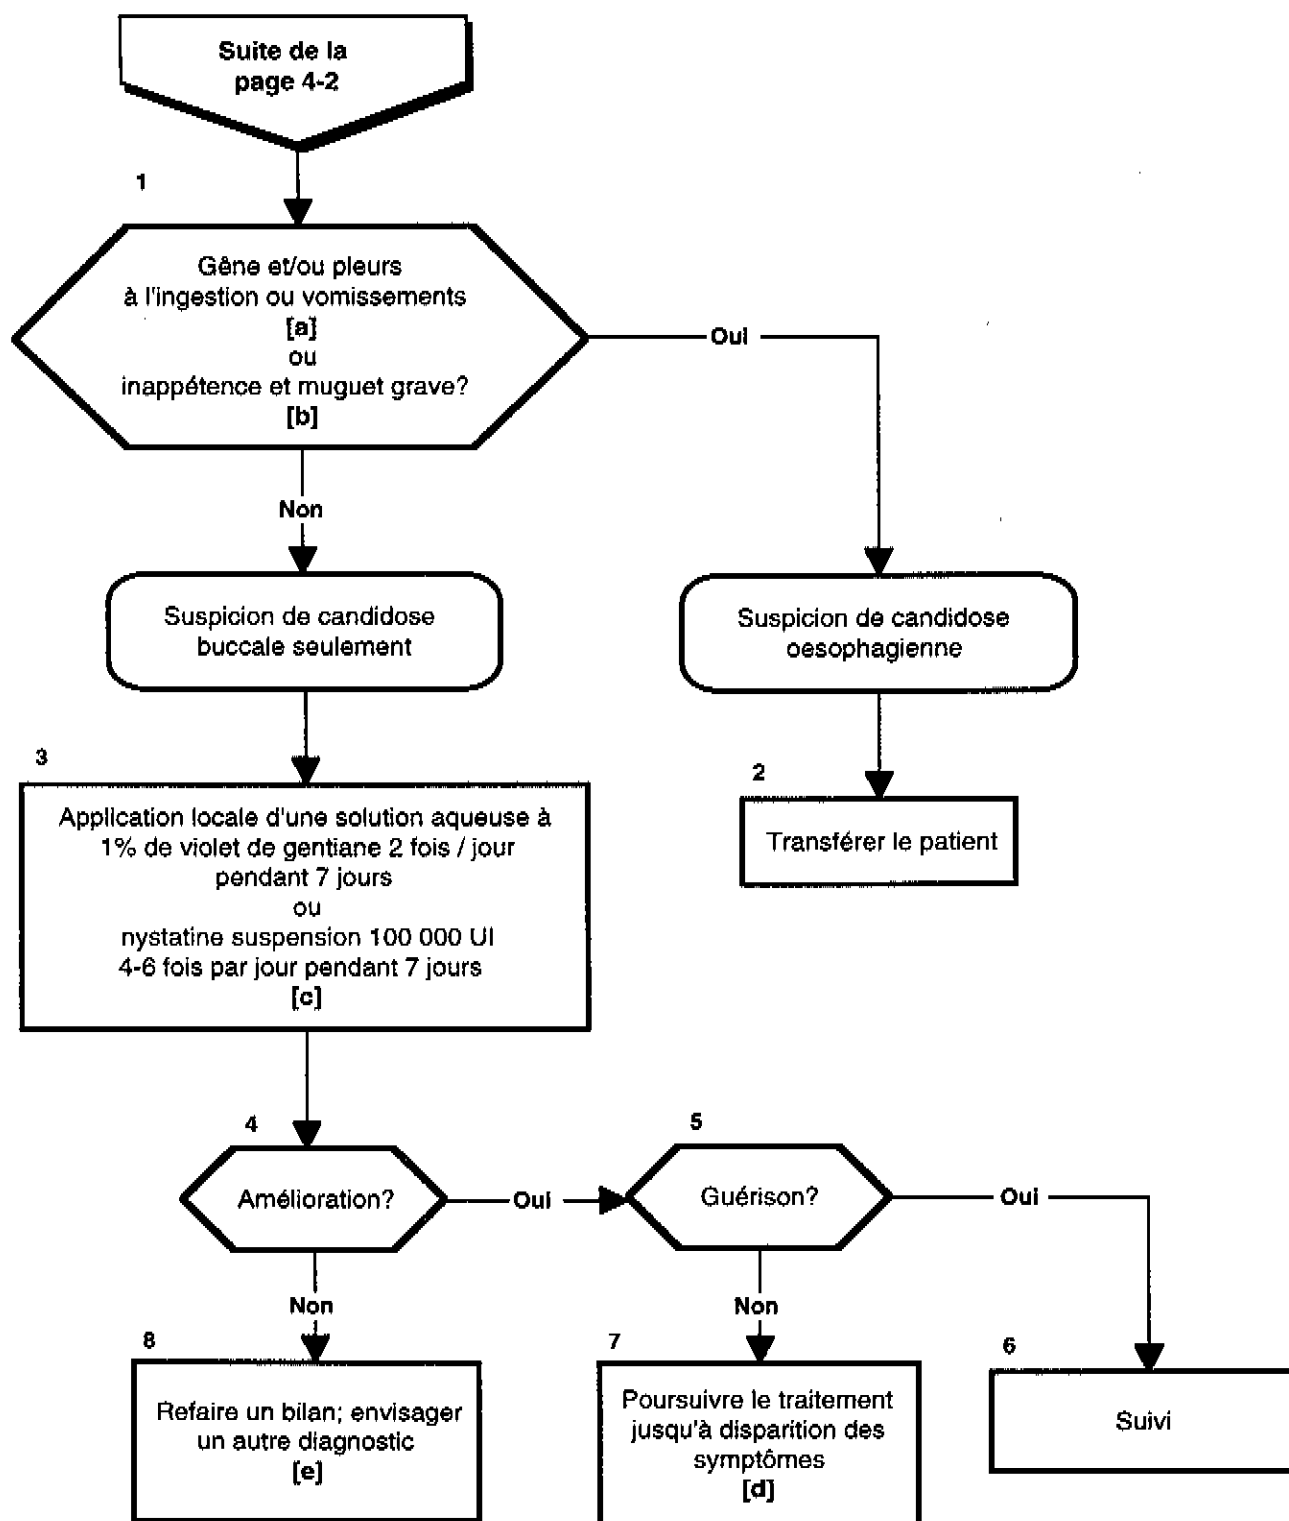 Suite de la
page 4-2
1
Gêne et/ou pleurs
à l'ingestion ou vomissements
[a]
ou
inappétence et muguet grave?
[b]
Oui
Non
Suspicion de candidose
buccale seulement
Suspicion de candidose
oesophagienne
3
Application locale d'une solution aqueuse à
1% de violet de gentiane 2 fois / jour
pendant 7 jours
ou
nystatine suspension 100 000 UI
4-6 fois par jour pendant 7 jours
[c]
2
Transférer le patient
4
Amélioration?
Oui
5
Guérison?
Oui
Non
Non
8
Refaire un bilan; envisager
un autre diagnostic
[e]
7
Poursuivre le traitement
jusqu'à disparition des
symptômes
[d]
6
Suivi